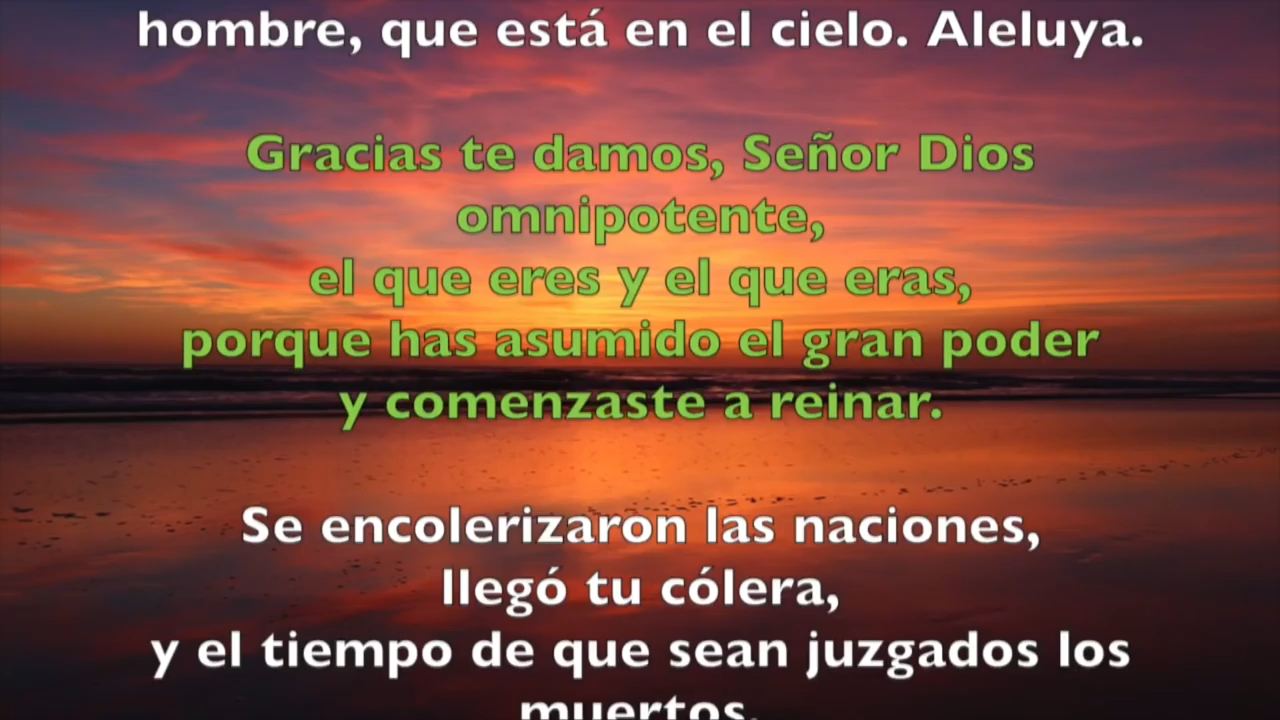 hombre, que está en el cielo. Aleluya.
Gracias te damos, Señor Dios
omnipotente,
el que eres y el que eras,
porque has asumido el gran poder
y comenzaste a reinar.
Se encolerizaron las naciones,
llegó tu cólera,
y el tiempo de que sean juzgados los
muertos,